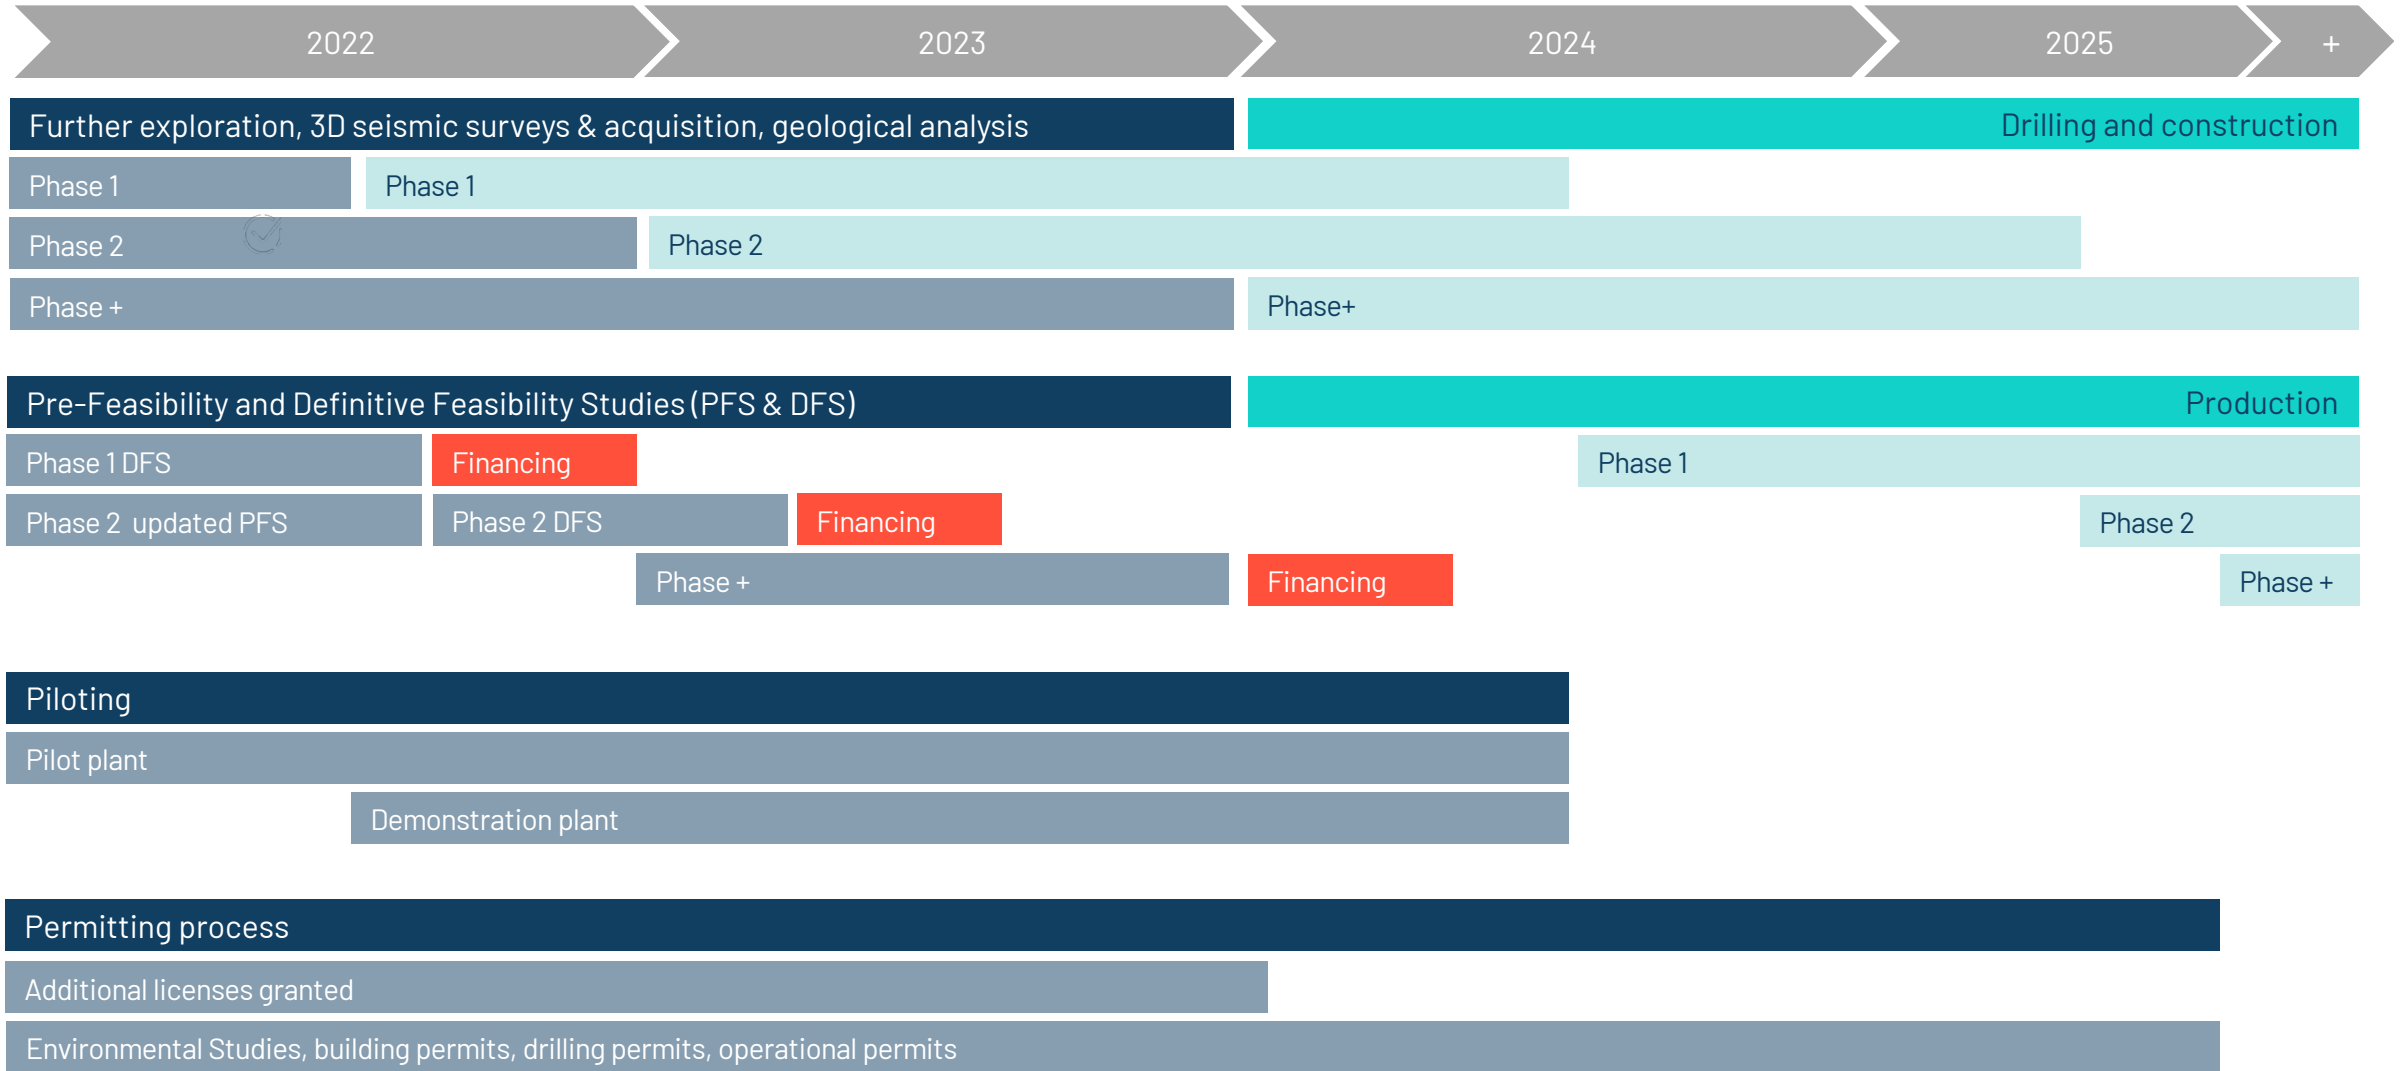 2022
2023
2024
2025
+
Further exploration, 3D seismic surveys & acquisition, geological analysis
Drilling and construction
Phase 1
Phase 1
Phase 2
Phase 2
Phase +
Phase+
Pre-Feasibility and Definitive Feasibility Studies (PFS & DFS)
Production
Phase 1 DFS
Financing
Phase 1
Phase 2 updated PFS
Phase 2 DFS
Financing
Phase 2
Phase +
Financing
Phase +
Piloting
Pilot plant
Demonstration plant
Permitting process
Additional licenses granted
Environmental Studies, building permits, drilling permits, operational permits